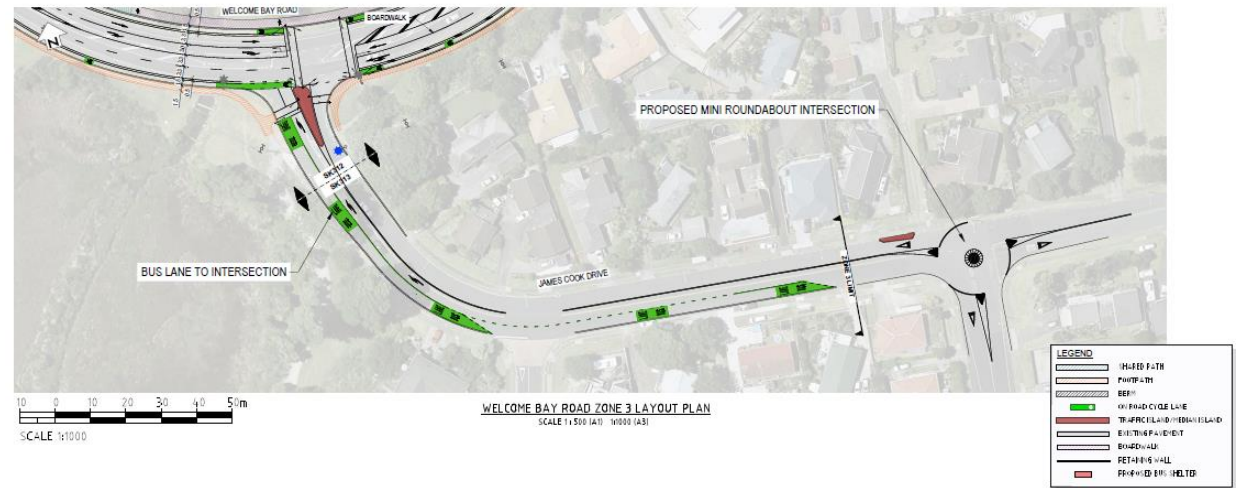 WELCOME BAY ROAD
BOARDWALK
N
PROPOSED MINI ROUNDABOUT INTERSECTION
SK312
SK313
BUS LANE TO INTERSECTION
JAMES COOK DRIVE
ZONE 3 LIMIT
10 0 10 20 30 40 50m
SCALE 1:1000
WELCOME BAY ROAD ZONE 3 LAYOUT PLAN
SCALE 1:500 (A1) 1:1000 (A3)
LEGEND
SHARED PATH
FOOTPATH
BERM
ON ROAD CYCLE LANE
TRAFFIC ISLAND/MEDIAN ISLAND
EXISTING PAVEMENT
BOARDWALK
RETAINING WALL
PROPOSED BUS SHELTER